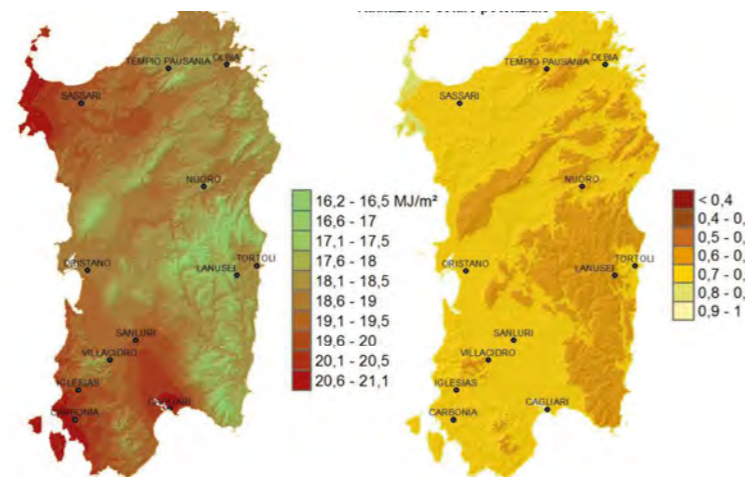 TEMPIO PAUSANIA
OLBIA
SASSARI
NUORO
ORISTANO
TORTOLI
LANUSEI
SANLURI
VILLACIDRO
IGLESIAS
CARBONIA
CAGLIARI
16,2 - 16,5 MJ/m²
16,6 - 17
17,1 - 17,5
17,6 - 18
18,1 - 18,5
18,6 - 19
19,1 - 19,5
19,6 - 20
20,1 - 20,5
20,6 - 21,1
TEMPIO PAUSANIA
OLBIA
SASSARI
NUORO
ORISTANO
TORTOLI
LANUSEI
SANLURI
VILLACIDRO
IGLESIAS
CARBONIA
CAGLIARI
< 0,4
0,4 - 0,
0,5 - 0,
0,6 - 0,
0,7 - 0,
0,8 - 0,
0,9 - 1